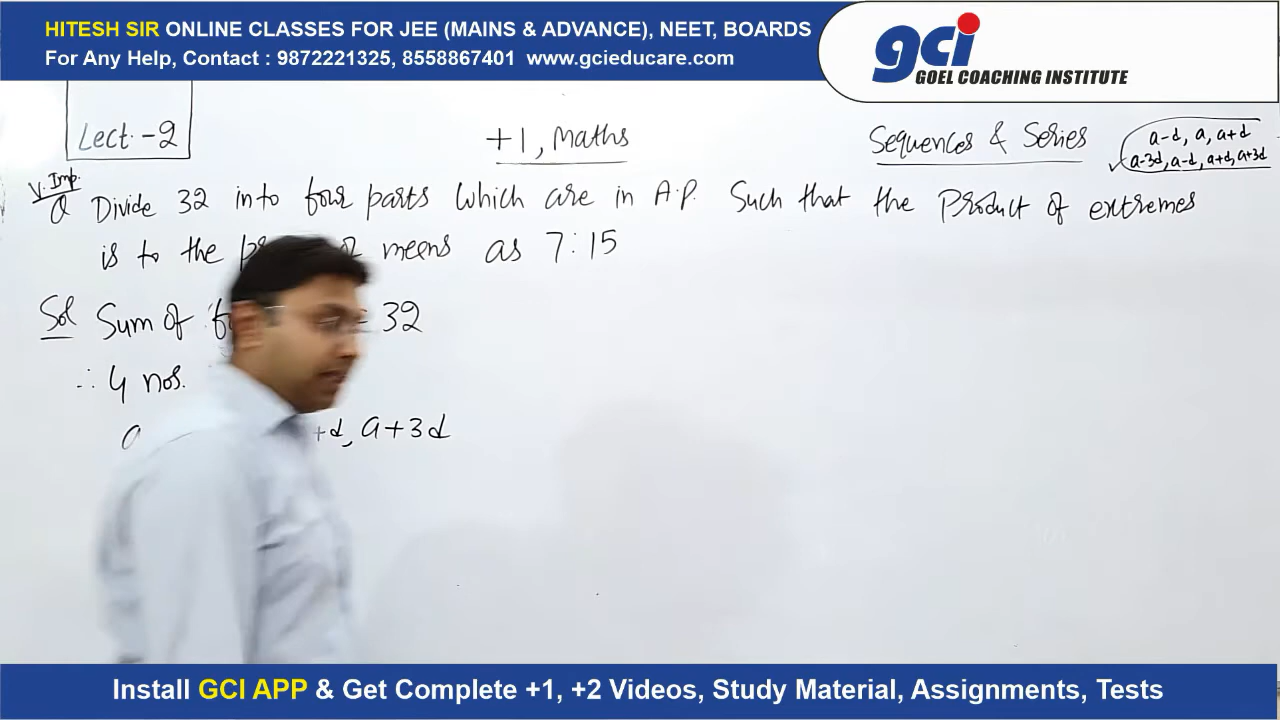 HITESH SIR ONLINE CLASSES FOR JEE (MAINS & ADVANCE), NEET, BOARDS
For Any Help, Contact : 9872221325, 8558867401 www.gcieducare.com
gci
GOEL COACHING INSTITUTE
Lect. - 2
+1, Maths
Sequences & Series
a-d, a, a+d
a-3d, a-d, a+d, a+3d
V. Imp.
Q Divide 32 into four parts which are in A.P. Such that the Product of extremes
is to the of means as 7:15
Sol Sum of = 32
∴ 4 nos.
+d, a+3d
Install GCI APP & Get Complete +1, +2 Videos, Study Material, Assignments, Tests